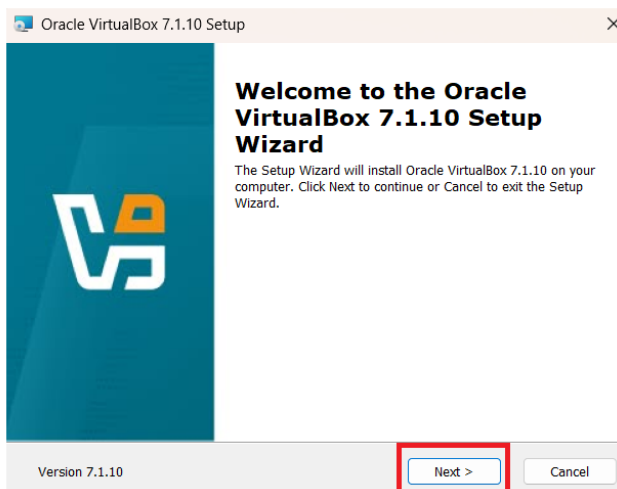 Oracle VirtualBox 7.1.10 Setup
Welcome to the Oracle
VirtualBox 7.1.10 Setup
Wizard
The Setup Wizard will install Oracle VirtualBox 7.1.10 on your
computer. Click Next to continue or Cancel to exit the Setup
Wizard.
Version 7.1.10
Next >
Cancel